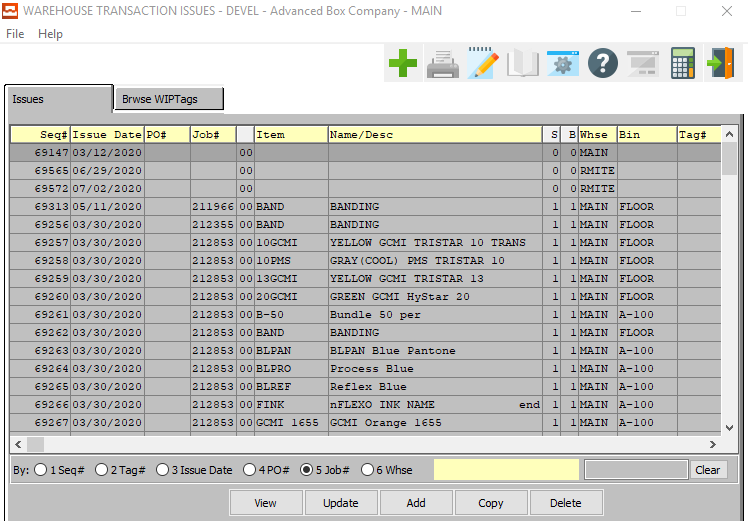 WAREHOUSE TRANSACTION ISSUES - DEVEL - Advanced Box Company - MAIN
File Help
Issues Brwse WIPTags
Seq# Issue Date PO# Job# Item Name/Desc S B Whse Bin Tag#
69147 03/12/2020 00 0 0 MAIN
69565 06/29/2020 00 0 0 RMITE
69572 07/02/2020 00 0 0 RMITE
69313 05/11/2020 211966 00 BAND BANDING 1 1 MAIN FLOOR
69256 03/30/2020 212355 00 BAND BANDING 1 1 MAIN FLOOR
69257 03/30/2020 212853 00 10GCMI YELLOW GCMI TRISTAR 10 TRANS 1 1 MAIN FLOOR
69258 03/30/2020 212853 00 10PMS GRAY(COOL) PMS TRISTAR 10 1 1 MAIN FLOOR
69259 03/30/2020 212853 00 13GCMI YELLOW GCMI TRISTAR 13 1 1 MAIN FLOOR
69260 03/30/2020 212853 00 20GCMI GREEN GCMI HyStar 20 1 1 MAIN FLOOR
69261 03/30/2020 212853 00 B-50 Bundle 50 per 1 1 MAIN A-100
69262 03/30/2020 212853 00 BAND BANDING 1 1 MAIN FLOOR
69263 03/30/2020 212853 00 BLPAN BLPAN Blue Pantone 1 1 MAIN A-100
69264 03/30/2020 212853 00 BLPRO Process Blue 1 1 MAIN A-100
69265 03/30/2020 212853 00 BLREF Reflex Blue 1 1 MAIN A-100
69266 03/30/2020 212853 00 FINK nFLEXO INK NAME end 1 1 MAIN A-100
69267 03/30/2020 212853 00 GCMI 1655 GCMI Orange 1655 1 1 MAIN A-100
By: 1 Seq# 2 Tag# 3 Issue Date 4 PO# 5 Job# 6 Whse Clear
View Update Add Copy Delete